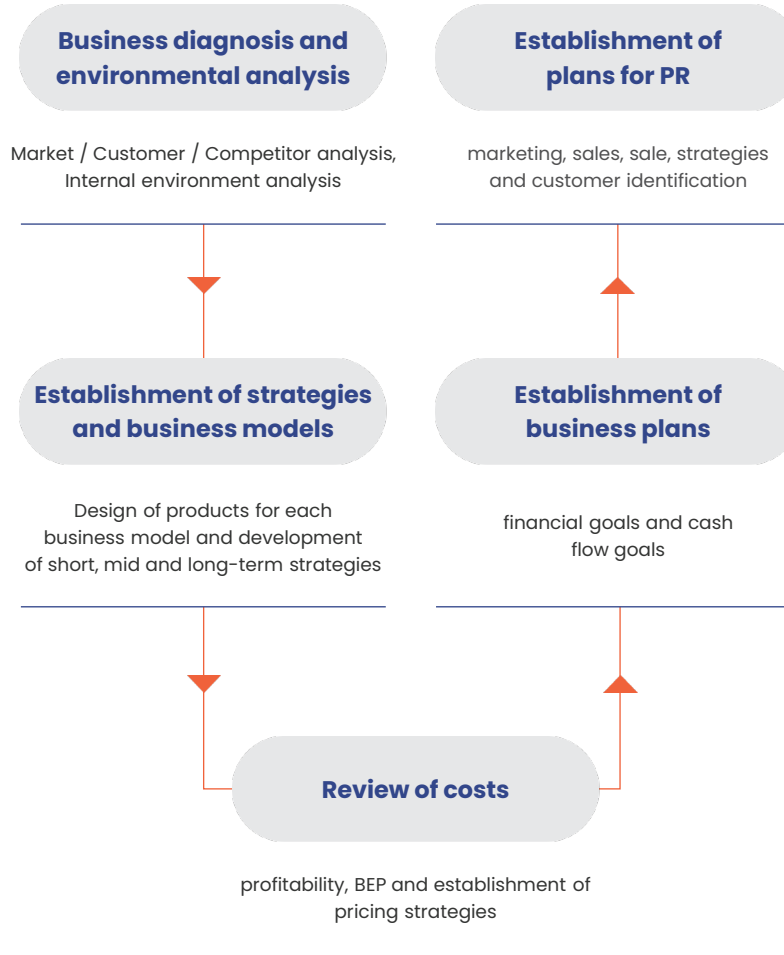 Business diagnosis and
environmental analysis
Market / Customer / Competitor analysis,
Internal environment analysis
Establishment of strategies
and business models
Design of products for each
business model and development
of short, mid and long-term strategies
Review of costs
profitability, BEP and establishment of
pricing strategies
Establishment of
business plans
financial goals and cash
flow goals
Establishment of
plans for PR
marketing, sales, sale, strategies
and customer identification